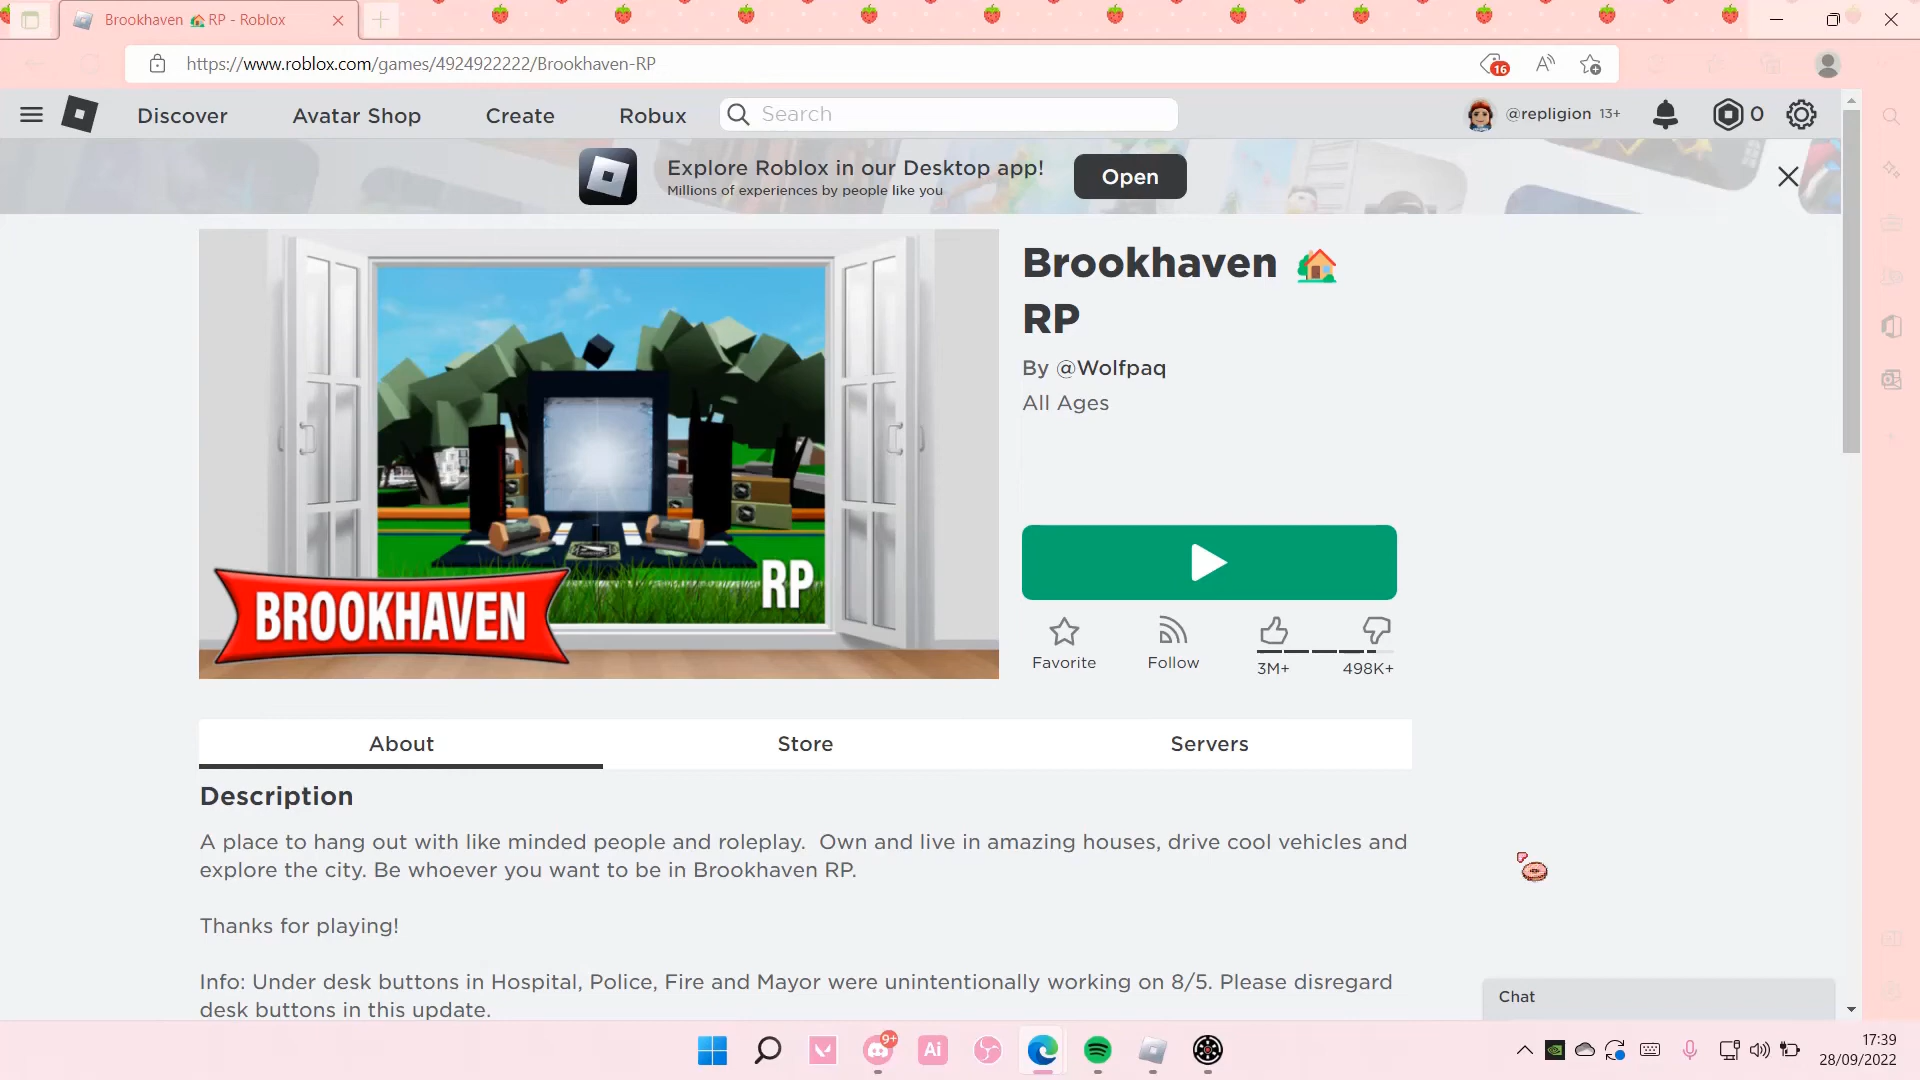 Brookhaven 🏠RP - Roblox
https://www.roblox.com/games/4924922222/Brookhaven-RP
16
Discover
Avatar Shop
Create
Robux
Search
@repligion 13+
0
Explore Roblox in our Desktop app!
Millions of experiences by people like you
Open
Brookhaven 🏡
RP
By @Wolfpaq
All Ages
RP
BROOKHAVEN
Favorite
Follow
3M+
498K+
About
Store
Servers
Description
A place to hang out with like minded people and roleplay.  Own and live in amazing houses, drive cool vehicles and
explore the city. Be whoever you want to be in Brookhaven RP.
Thanks for playing!
Info: Under desk buttons in Hospital, Police, Fire and Mayor were unintentionally working on 8/5. Please disregard
desk buttons in this update.
Chat
9+
Ai
17:39
28/09/2022